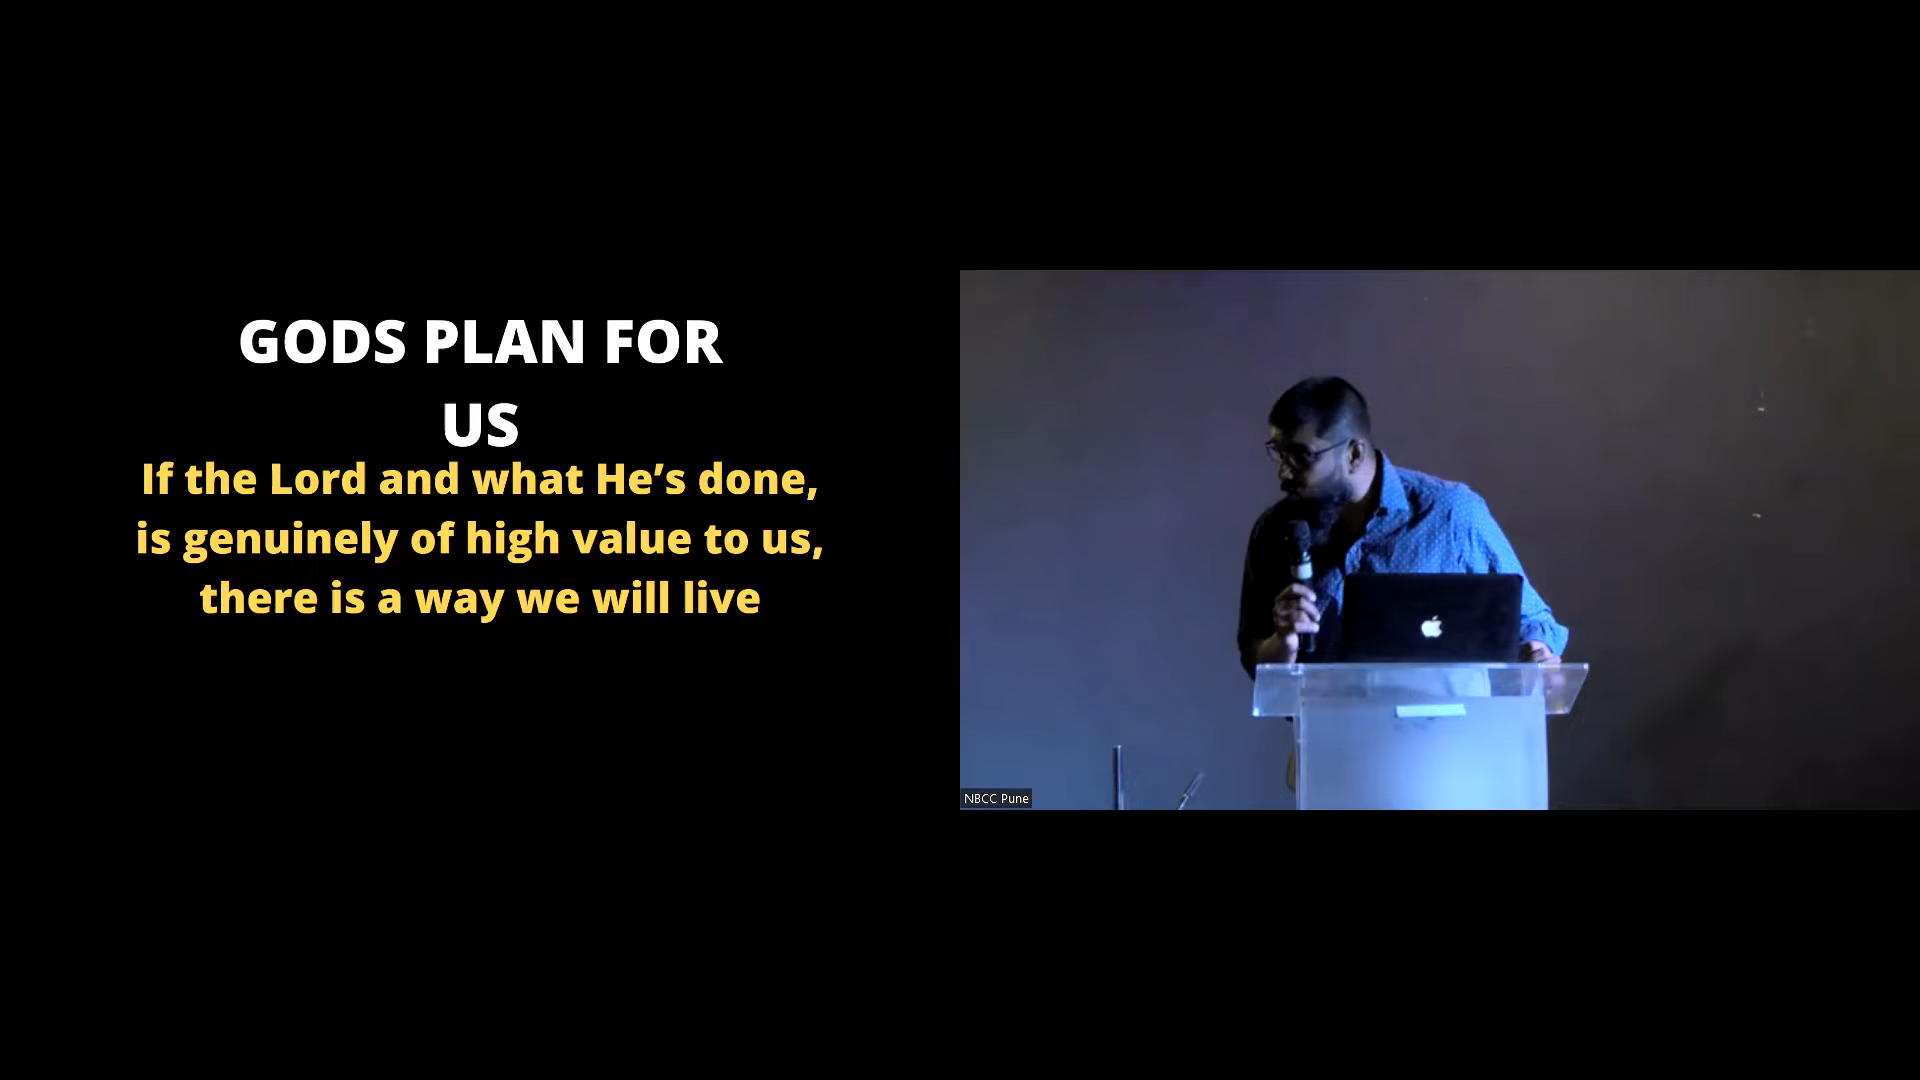 GODS PLAN FOR
US
If the Lord and what He’s done,
is genuinely of high value to us,
there is a way we will live
NBCC Pune